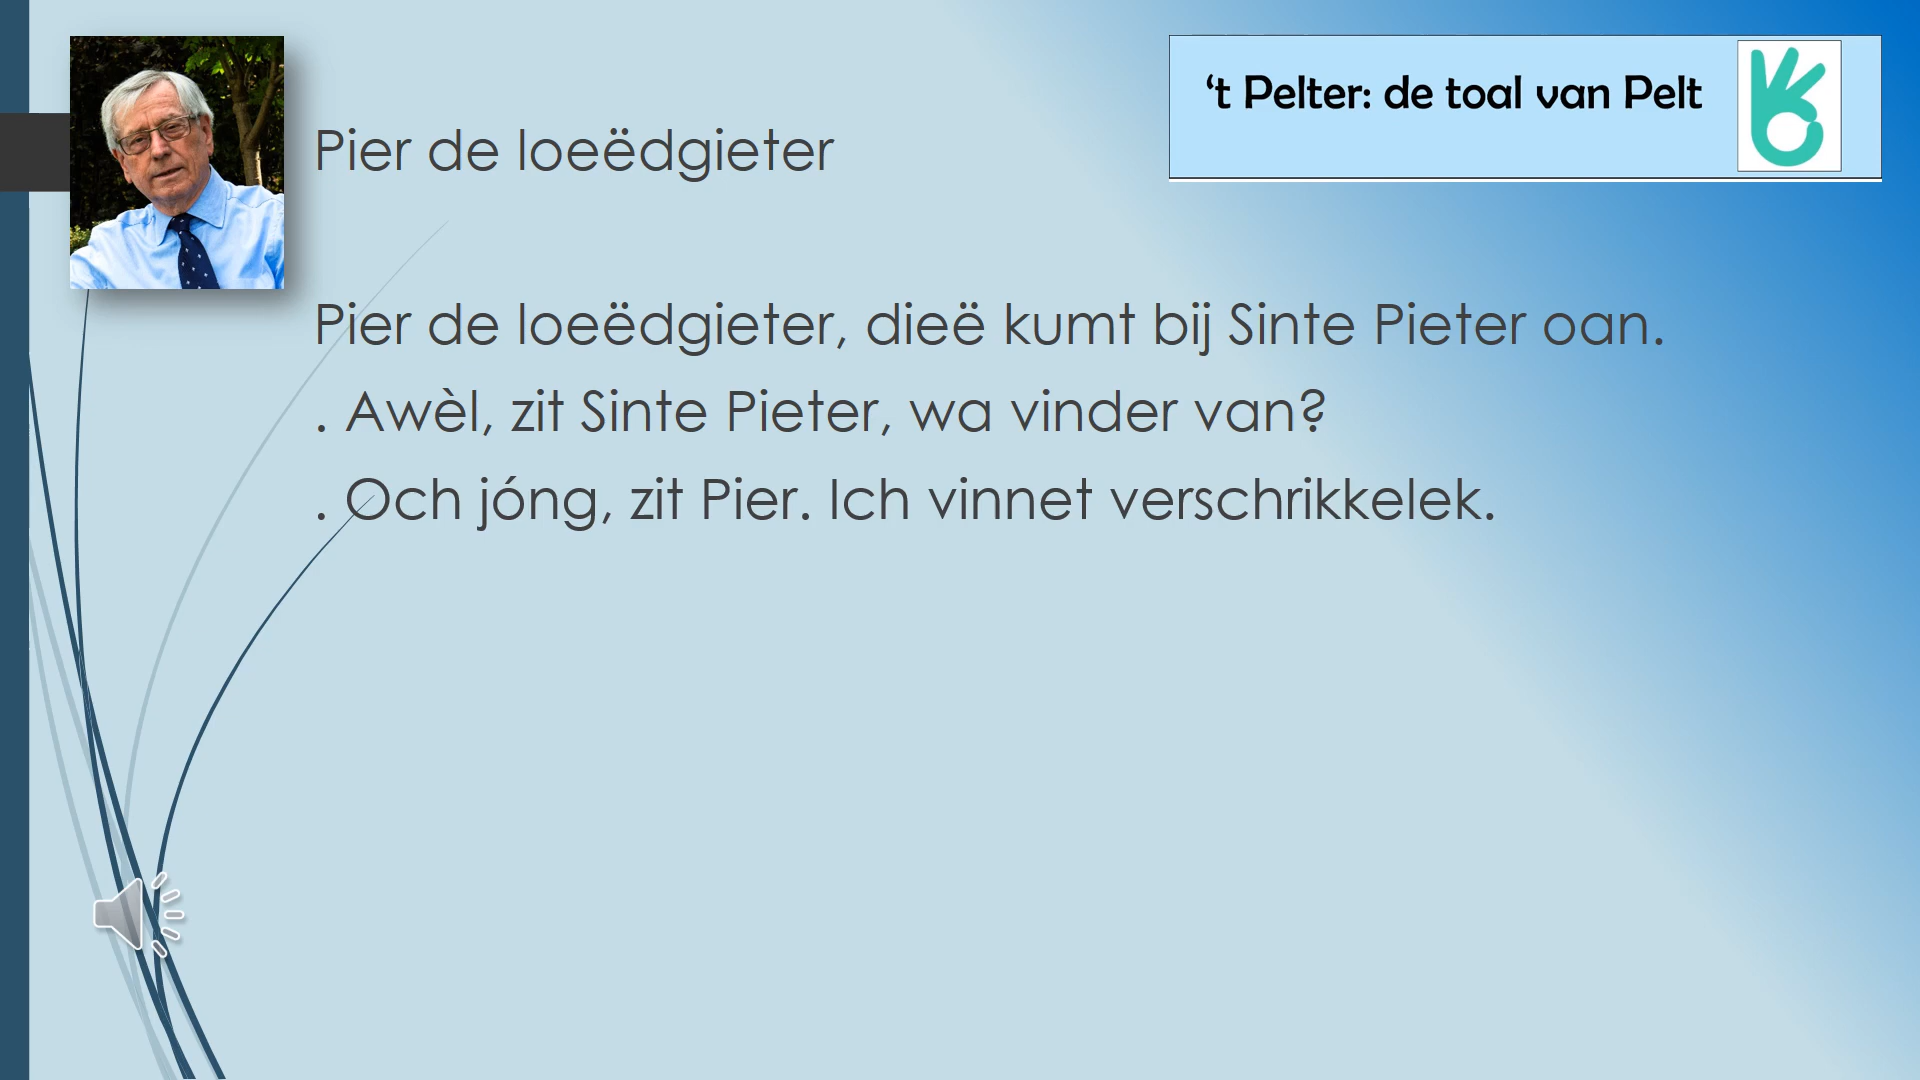 ‘t Pelter: de toal van Pelt
Pier de loeëdgieter
Pier de loeëdgieter, dieë kumt bij Sinte Pieter oan.
. Awèl, zit Sinte Pieter, wa vinder van?
. Och jóng, zit Pier. Ich vinnet verschrikkelek.